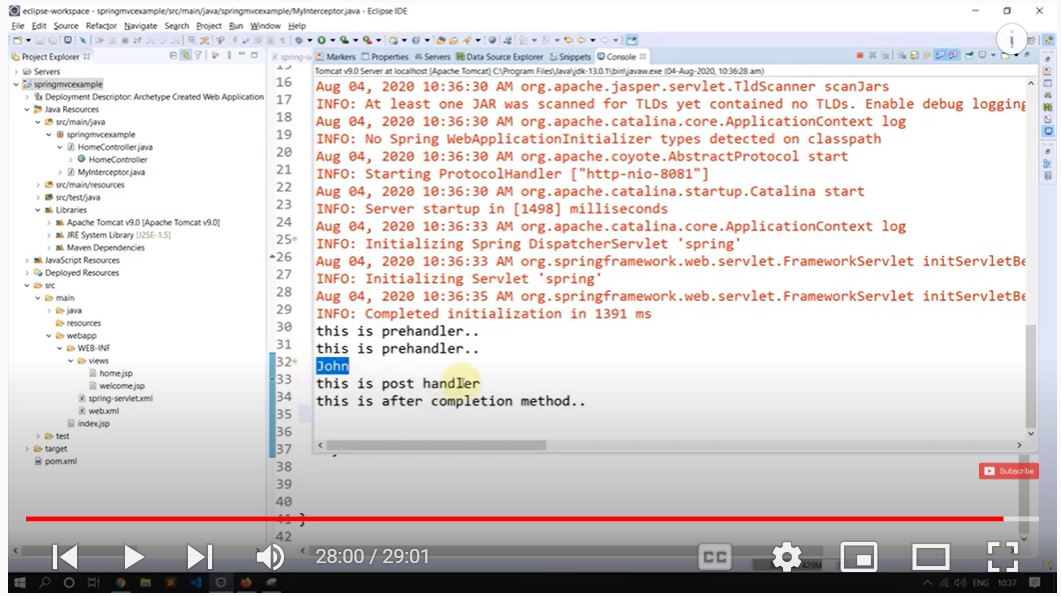 eclipse-workspace - springmvcexample/src/main/java/springmvcexample/MyInterceptor.java - Eclipse IDE
File Edit Source Refactor Navigate Search Project Run Window Help
Project Explorer
Servers
springmvcexample
Deployment Descriptor: Archetype Created Web Application
Java Resources
src/main/java
springmvcexample
HomeController.java
HomeController
MyInterceptor.java
src/main/resources
src/test/java
Libraries
Apache Tomcat v9.0 [Apache Tomcat v9.0]
JRE System Library [J2SE-1.5]
Maven Dependencies
JavaScript Resources
Deployed Resources
src
main
java
resources
webapp
WEB-INF
views
home.jsp
welcome.jsp
spring-servlet.xml
web.xml
index.jsp
test
target
pom.xml
Markers Properties Servers Data Source Explorer Snippets Console
Tomcat v9.0 Server at localhost [Apache Tomcat] C:\Program Files\Java\jdk-13.0.1\bin\javaw.exe (04-Aug-2020, 10:36:28 am)
16 Aug 04, 2020 10:36:30 AM org.apache.jasper.servlet.TldScanner scanJars
17 INFO: At least one JAR was scanned for TLDs yet contained no TLDs. Enable debug logging
18 Aug 04, 2020 10:36:30 AM org.apache.catalina.core.ApplicationContext log
19 INFO: No Spring WebApplicationInitializer types detected on classpath
20 Aug 04, 2020 10:36:30 AM org.apache.coyote.AbstractProtocol start
21 INFO: Starting ProtocolHandler ["http-nio-8081"]
22 Aug 04, 2020 10:36:30 AM org.apache.catalina.startup.Catalina start
23 INFO: Server startup in [1498] milliseconds
24 Aug 04, 2020 10:36:33 AM org.apache.catalina.core.ApplicationContext log
25 INFO: Initializing Spring DispatcherServlet 'spring'
26 Aug 04, 2020 10:36:33 AM org.springframework.web.servlet.FrameworkServlet initServletBe
27 INFO: Initializing Servlet 'spring'
28 Aug 04, 2020 10:36:35 AM org.springframework.web.servlet.FrameworkServlet initServletBe
29 INFO: Completed initialization in 1391 ms
30 this is prehandler..
31 this is prehandler..
32 John
33 this is post handler
34 this is after completion method..
35
36
37
38
39
40
41 }
42
Subscribe
28:00 / 29:01
CC
ENG 10:37